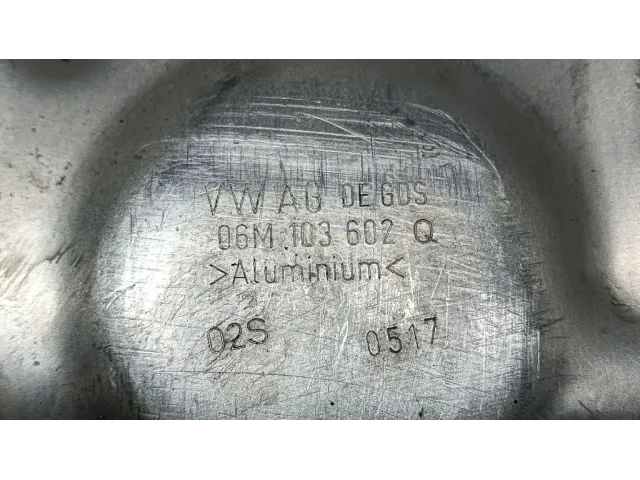 VW AG DE GDS
06M 103 602 Q
>Aluminium<
02S 0517